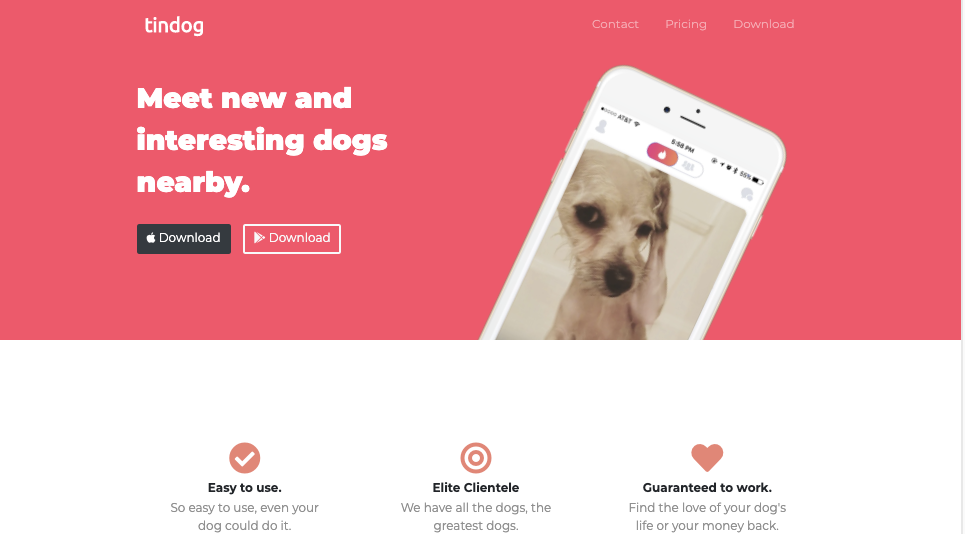 tindog
Contact Pricing Download
Meet new and
interesting dogs
nearby.
Download Download
AT&T 5:58 PM 55%
Easy to use.
So easy to use, even your
dog could do it.
Elite Clientele
We have all the dogs, the
greatest dogs.
Guaranteed to work.
Find the love of your dog's
life or your money back.